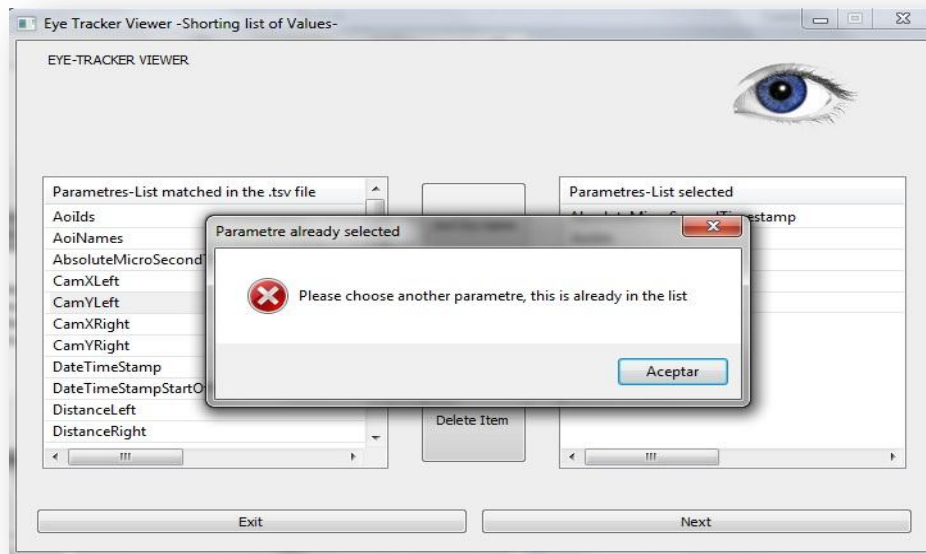 Eye Tracker Viewer -Shorting list of Values-
EYE-TRACKER VIEWER
Parametres-List matched in the .tsv file
AoiIds
AoiNames
CamXLeft
CamYLeft
CamXRight
CamYRight
DateTimeStamp
DistanceLeft
DistanceRight
Parametre already selected
Please choose another parametre, this is already in the list
Aceptar
Delete Item
Parametres-List selected
Exit
Next